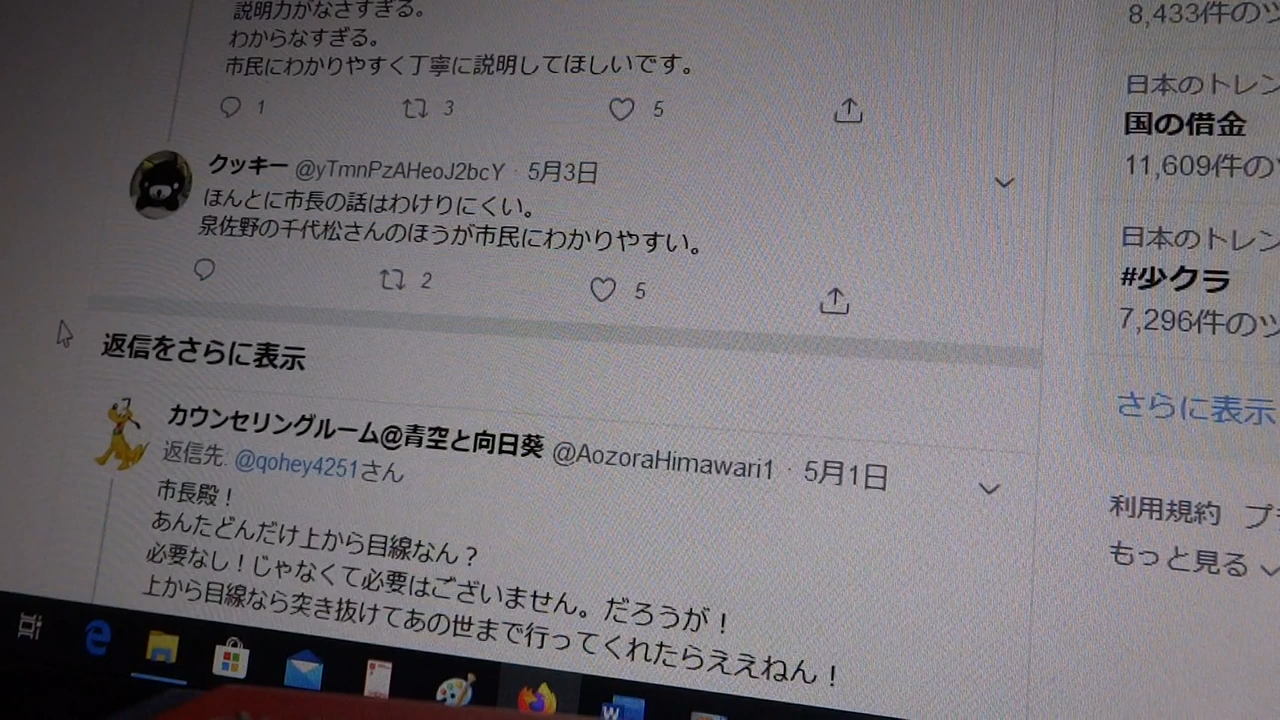 説明力がなさすぎる。
わからなすぎる。
市民にわかりやすく丁寧に説明してほしいです。
1 3 5
クッキー @yTmnPzAHeoJ2bcY · 5月3日
ほんとに市長の話はわけりにくい。
泉佐野の千代松さんのほうが市民にわかりやすい。
2 5
返信をさらに表示
カウンセリングルーム@青空と向日葵 @AozoraHimawari1 · 5月1日
返信先: @qohey4251さん
市長殿！
あんたどんだけ上から目線なん？
必要なし！じゃなくて必要はございません。だろうが！
上から目線なら突き抜けてあの世まで行ってくれたらええねん！
8,433件のツ
日本のトレン
国の借金
11,609件の
日本のトレン
#少クラ
7,296件のツ
さらに表示
利用規約 プ
もっと見る
W